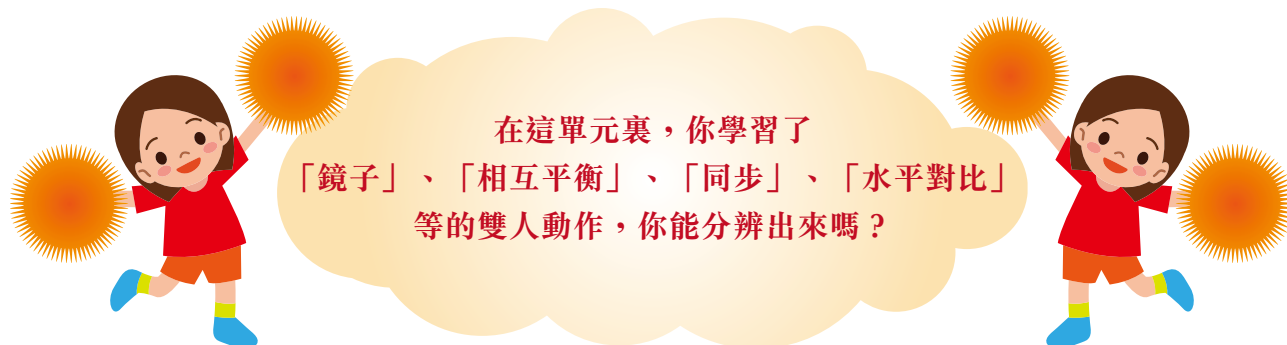 在這單元裏，你學習了
「鏡子」、「相互平衡」、「同步」、「水平對比」
等的雙人動作，你能分辨出來嗎？